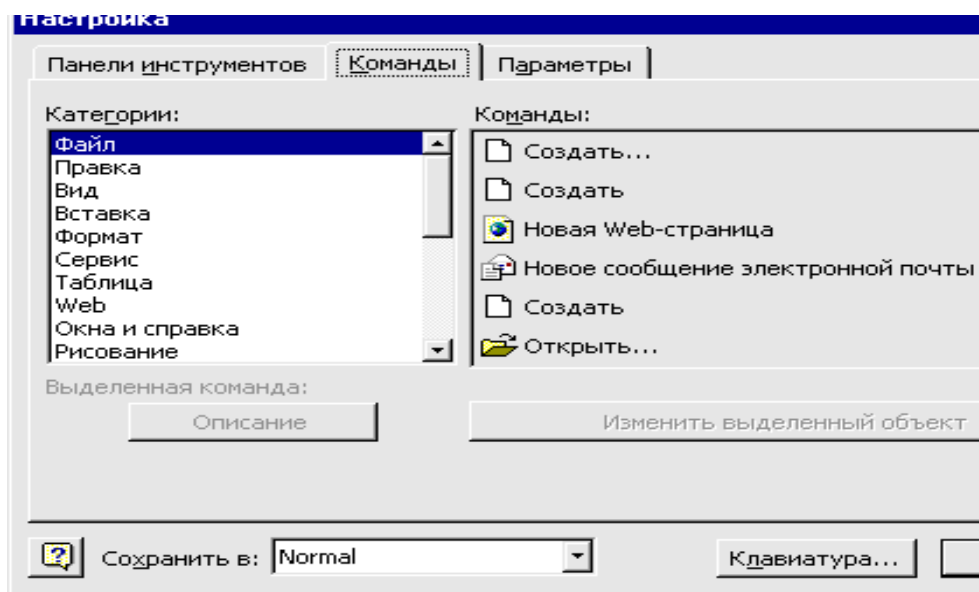 Настройка
Панели инструментов Команды Параметры
Категории: Команды:
Файл
Правка
Вид
Вставка
Формат
Сервис
Таблица
Web
Окна и справка
Рисование
Создать...
Создать
Новая Web-страница
Новое сообщение электронной почты
Создать
Открыть...
Выделенная команда:
Описание Изменить выделенный объект
Сохранить в: Normal Клавиатура...